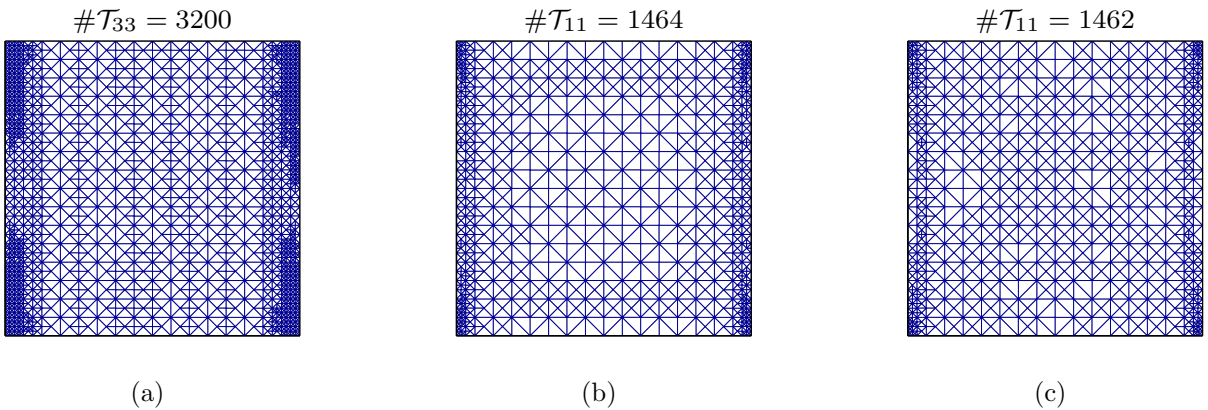 #𝒯₃₃ = 3200
#𝒯₁₁ = 1464
#𝒯₁₁ = 1462
(a)
(b)
(c)